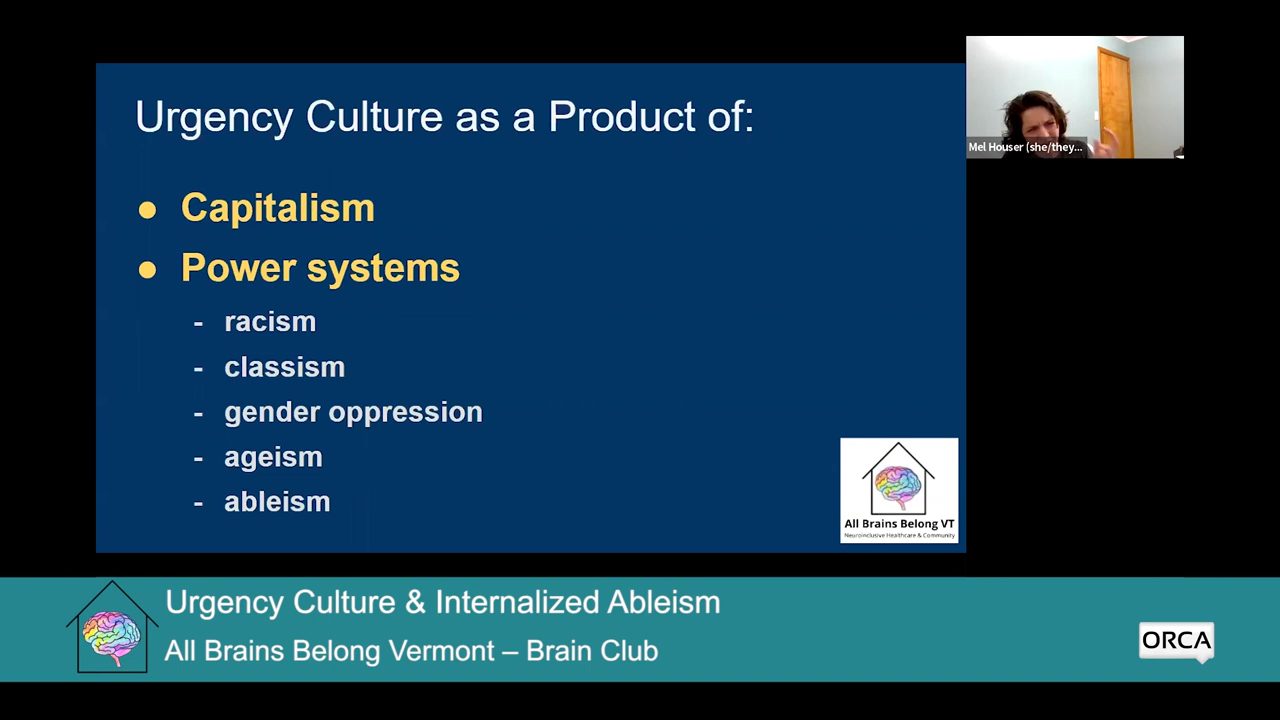 Urgency Culture as a Product of:
● Capitalism
● Power systems
- racism
- classism
- gender oppression
- ageism
- ableism
Mel Houser (she/they...
All Brains Belong VT
Neuroinclusive Healthcare & Community
Urgency Culture & Internalized Ableism
All Brains Belong Vermont – Brain Club
ORCA